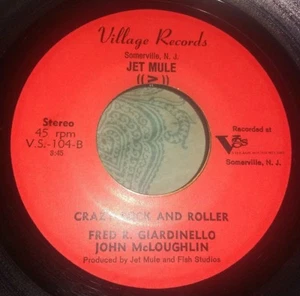 Village Records
Somerville, N. J.
JET MULE
Stereo
45 rpm
V.S:-104-B
2:45
Recorded at
VSs
Somerville, N. J.
CRAZY ROCK AND ROLLER
FRED R. GIARDINELLO
JOHN McLOUGHLIN
Produced by Jet Mule and Fish Studios